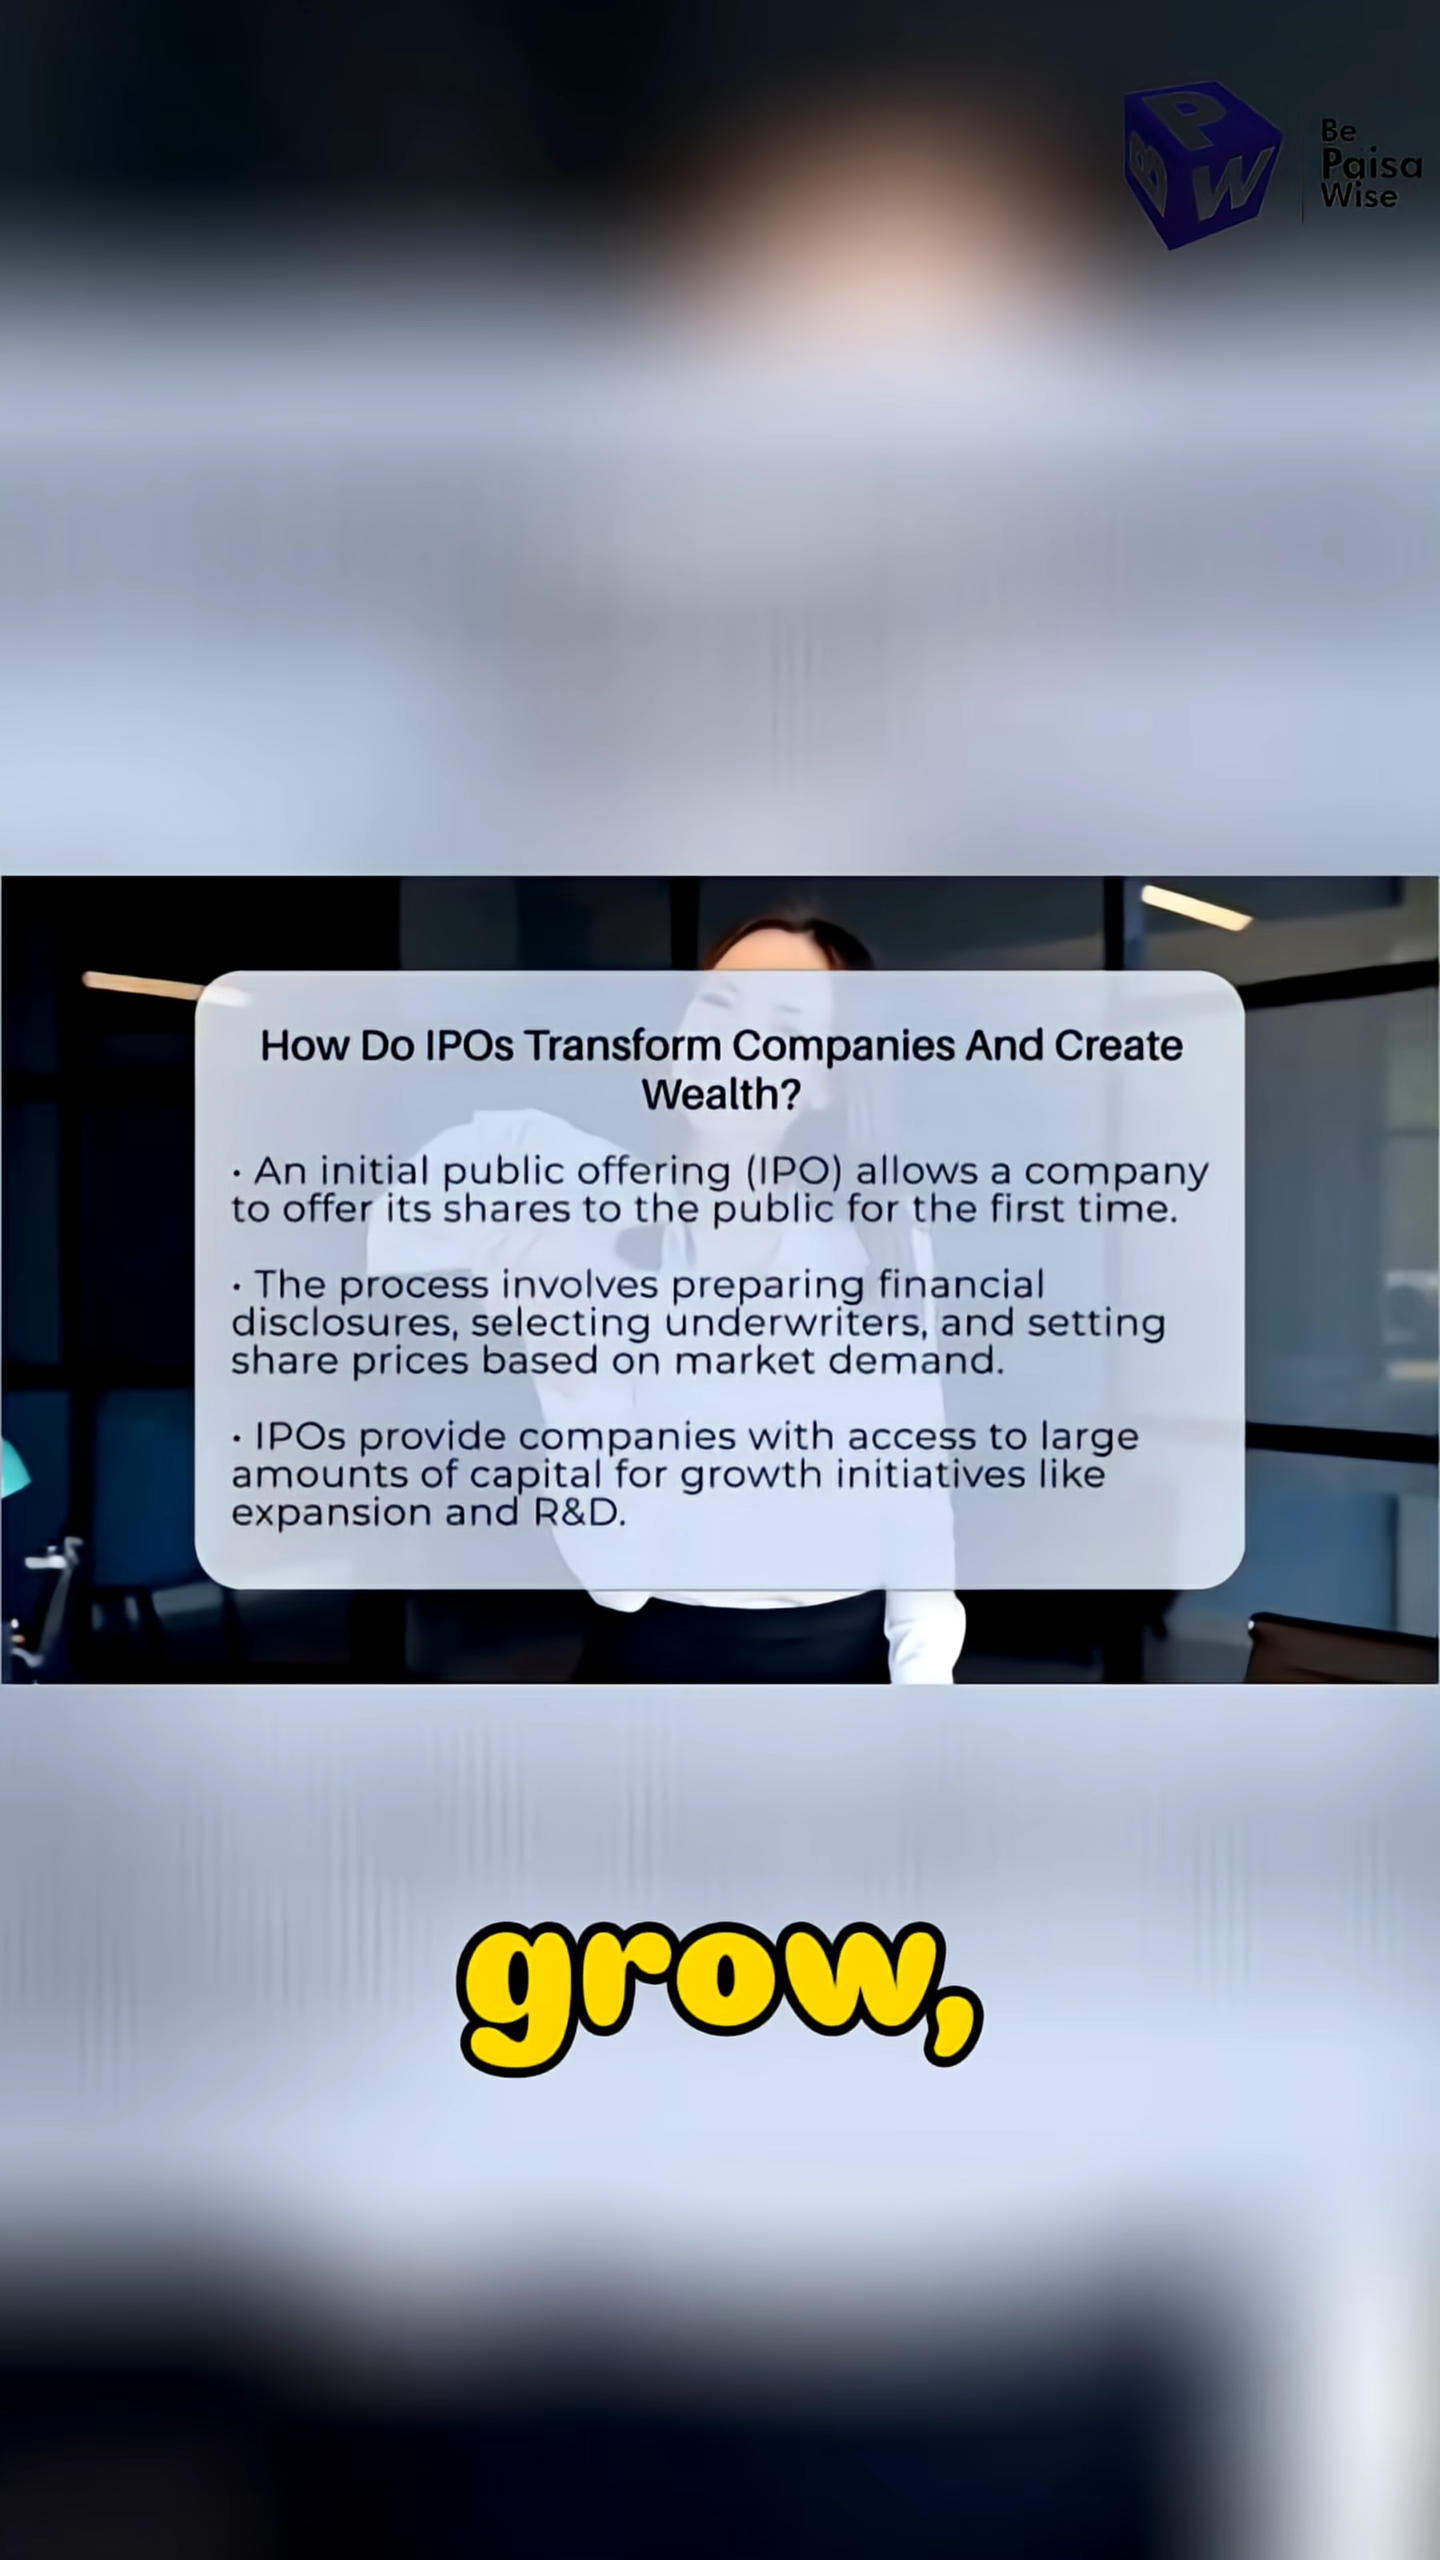 P
B
W
Be
Paisa
Wise
How Do IPOs Transform Companies And Create
Wealth?
• An initial public offering (IPO) allows a company
to offer its shares to the public for the first time.
• The process involves preparing financial
disclosures, selecting underwriters, and setting
share prices based on market demand.
• IPOs provide companies with access to large
amounts of capital for growth initiatives like
expansion and R&D.
grow,